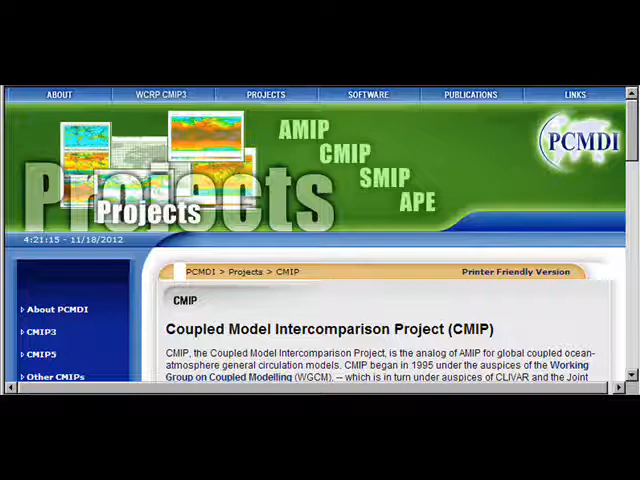 ABOUT WCRP CMIP3 PROJECTS SOFTWARE PUBLICATIONS LINKS
AMIP
CMIP
SMIP
APE
PCMDI
Projects
Projects
4:21:15 - 11/18/2012
PCMDI > Projects > CMIP Printer Friendly Version
About PCMDI
CMIP3
CMIP5
Other CMIPs
CMIP
Coupled Model Intercomparison Project (CMIP)
CMIP, the Coupled Model Intercomparison Project, is the analog of AMIP for global coupled ocean-
atmosphere general circulation models. CMIP began in 1995 under the auspices of the Working
Group on Coupled Modelling (WGCM), -- which is in turn under auspices of CLIVAR and the Joint